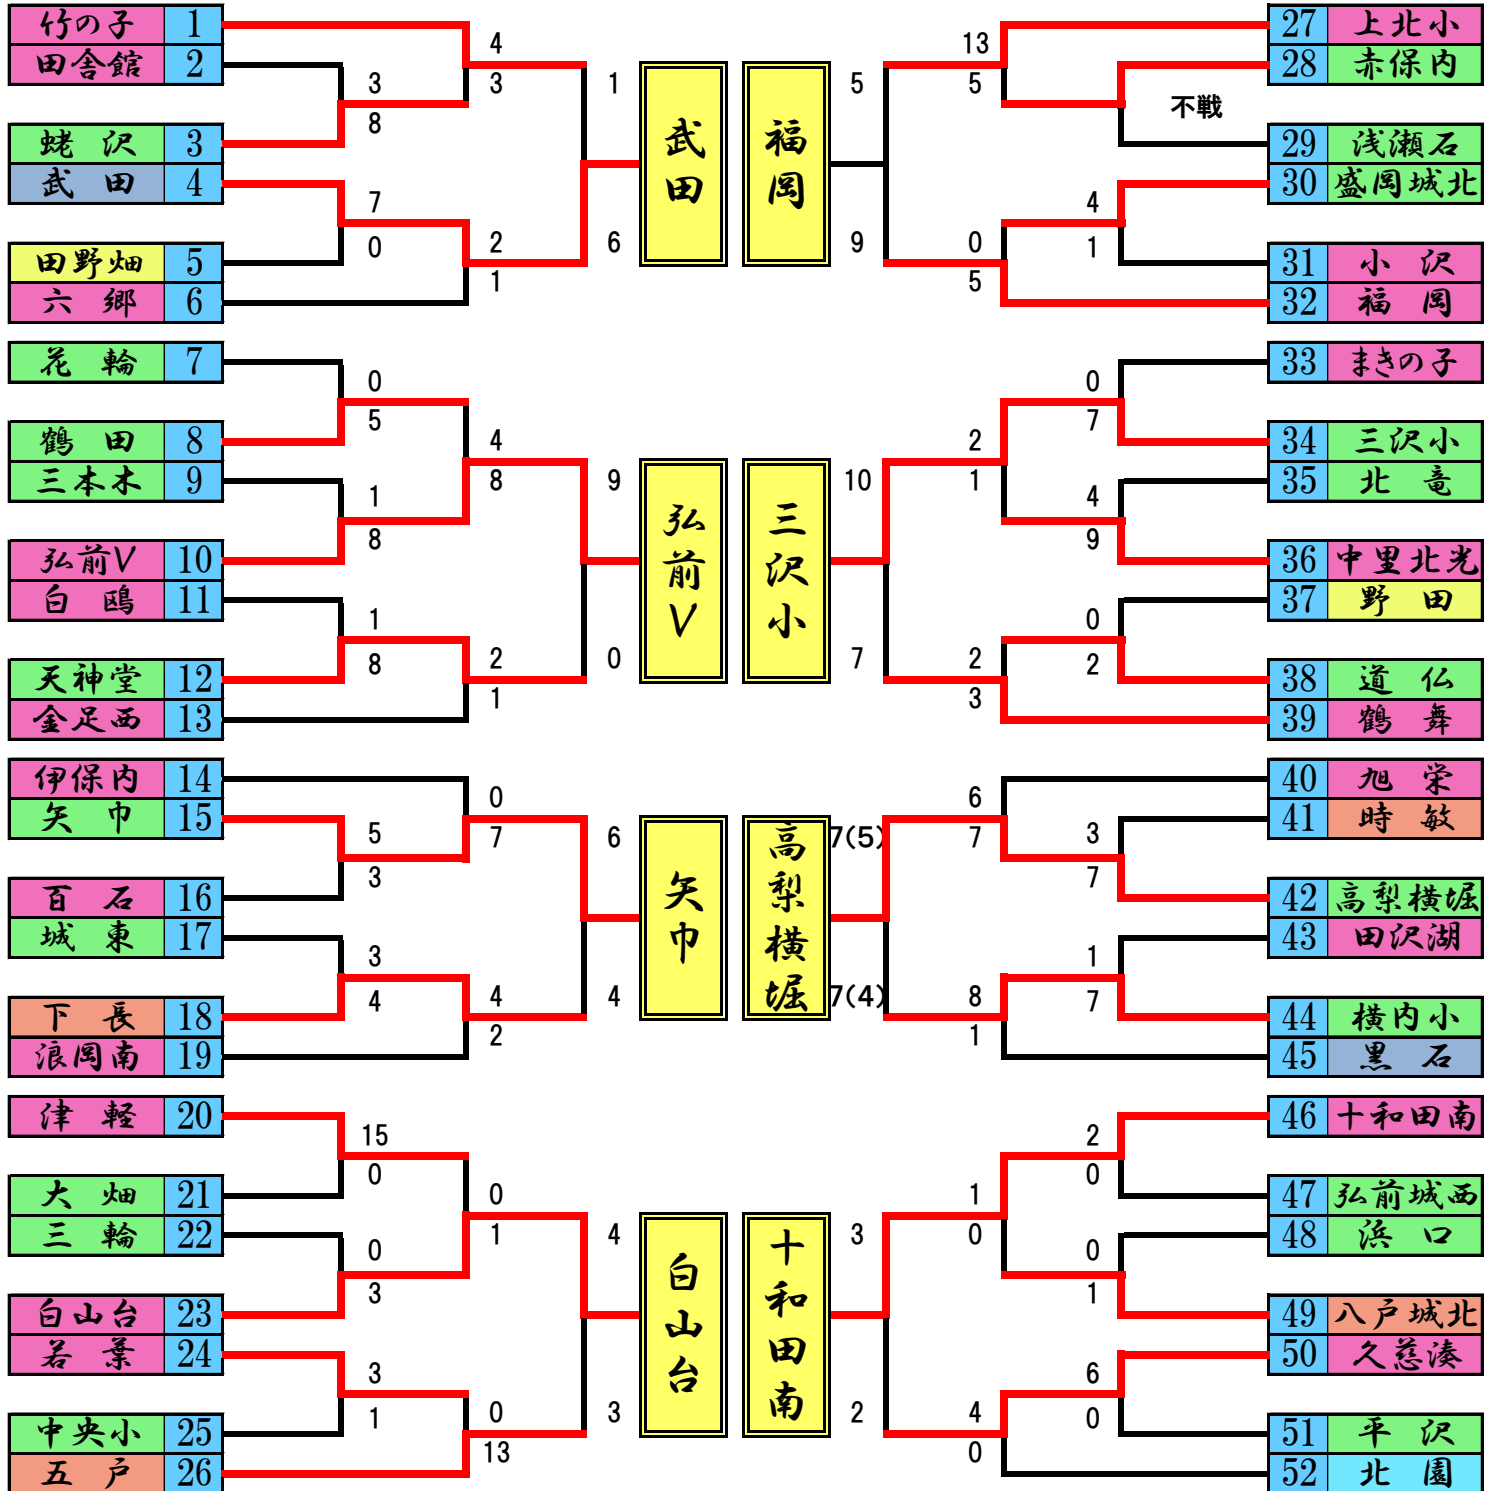 竹の子 1
田舎館 2
3
8
蛯沢 3
武田 4
7
0
田野畑 5
六郷 6
4
3
2
1
1
6
武田
花輪 7
0
5
鶴田 8
三本木 9
1
8
弘前V 10
白鴎 11
1
8
天神堂 12
金足西 13
4
8
2
1
9
0
弘前V
伊保内 14
矢巾 15
5
3
百石 16
城東 17
3
4
下長 18
浪岡南 19
0
7
4
2
6
4
矢巾
津軽 20
15
0
大畑 21
三輪 22
0
3
白山台 23
若葉 24
3
1
中央小 25
五戸 26
0
1
0
13
4
3
白山台
福岡
5
9
13
5
0
5
27 上北小
28 赤保内
不戦
29 浅瀬石
30 盛岡城北
4
1
31 小沢
32 福岡
三沢小
10
7
2
1
2
3
33 まきの子
0
7
34 三沢小
35 北竜
4
9
36 中里北光
37 野田
0
2
38 道仏
39 鶴舞
高梨横堀
7(5)
7(4)
6
7
8
1
40 旭栄
41 時敏
3
7
42 高梨横堀
43 田沢湖
1
7
44 横内小
45 黒石
十和田南
3
2
1
0
4
0
46 十和田南
2
0
47 弘前城西
48 浜口
0
1
49 八戸城北
50 久慈湊
6
0
51 平沢
52 北園